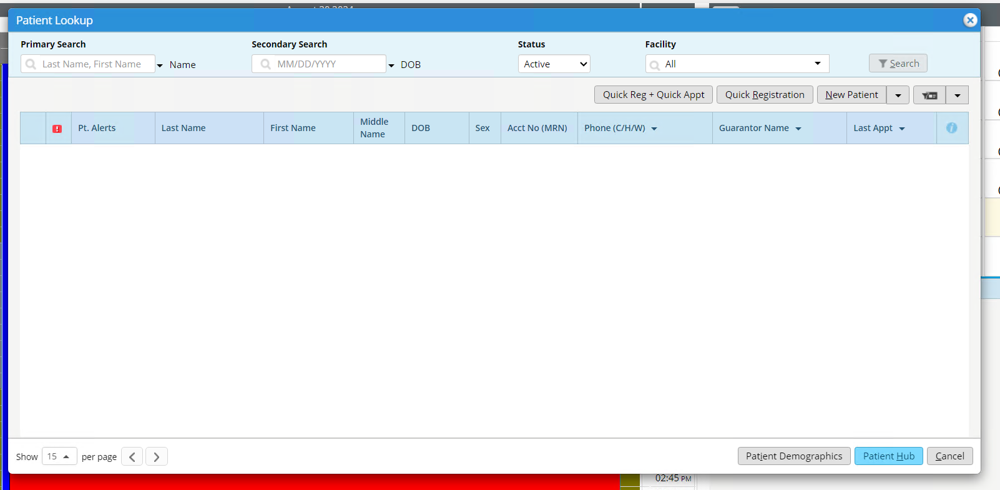 Patient Lookup
Primary Search Secondary Search Status Facility
Last Name, First Name Name MM/DD/YYYY DOB Active All Search
Quick Reg + Quick Appt Quick Registration New Patient
Pt. Alerts Last Name First Name Middle Name DOB Sex Acct No (MRN) Phone (C/H/W) Guarantor Name Last Appt
Show 15 per page Patient Demographics Patient Hub Cancel
02:45 PM